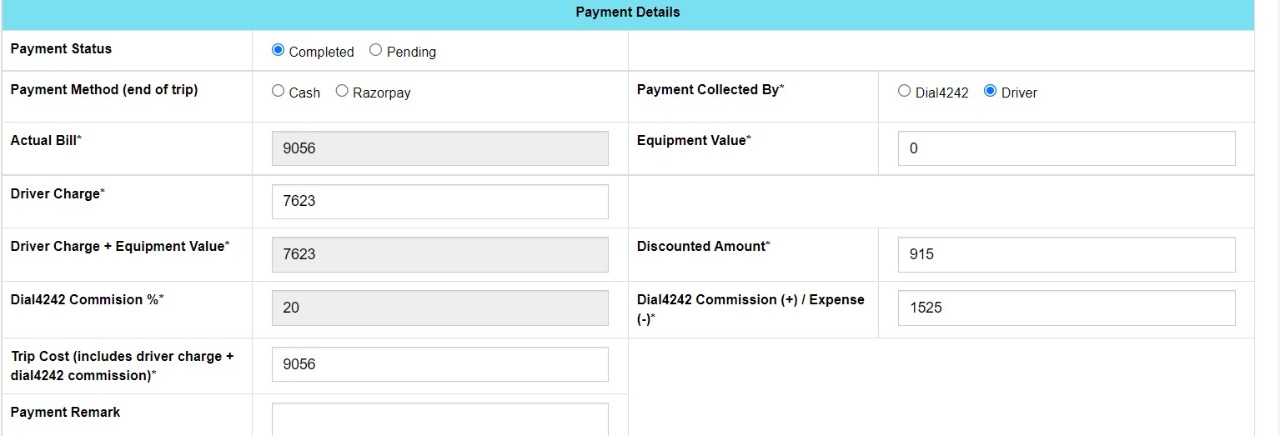 Payment Details
Payment Status
Completed Pending
Payment Method (end of trip)
Cash Razorpay
Payment Collected By*
Dial4242 Driver
Actual Bill*
9056
Equipment Value*
0
Driver Charge*
7623
Driver Charge + Equipment Value*
7623
Discounted Amount*
915
Dial4242 Commision %*
20
Dial4242 Commission (+) / Expense
(-)*
1525
Trip Cost (includes driver charge +
dial4242 commission)*
9056
Payment Remark